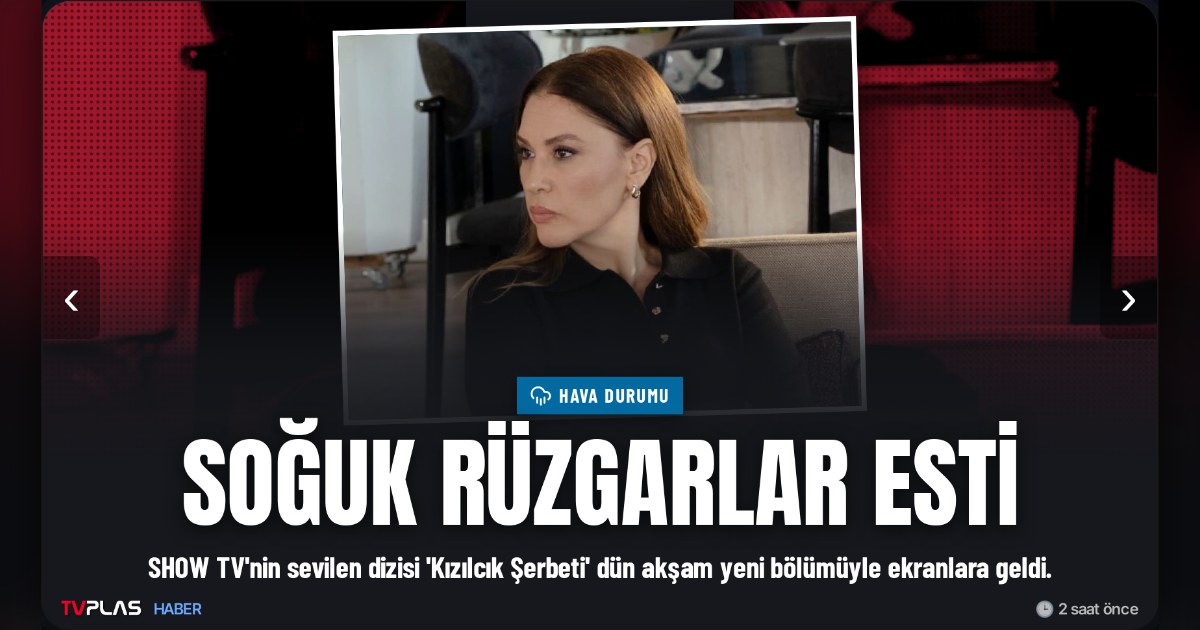 HAVA DURUMU
SOĞUK RÜZGARLAR ESTİ
SHOW TV'nin sevilen dizisi 'Kızılcık Şerbeti' dün akşam yeni bölümüyle ekranlara geldi.
TVPLAS HABER
2 saat önce